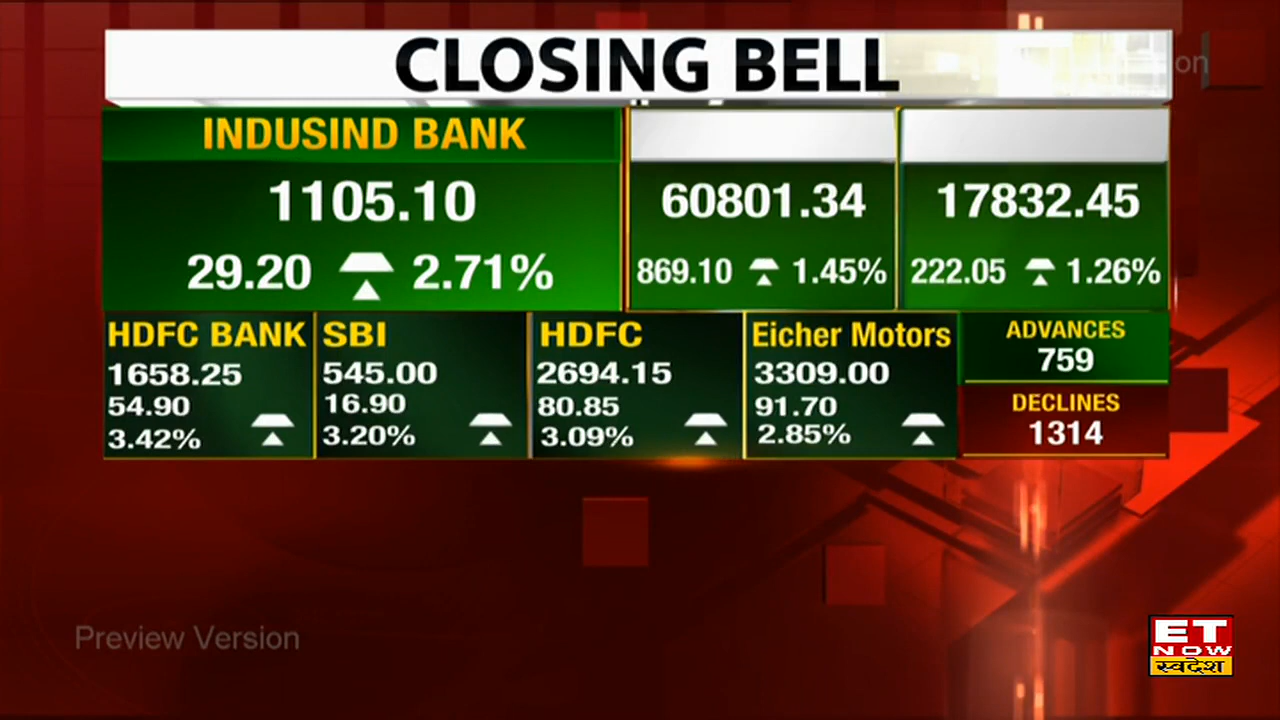 CLOSING BELL
on
INDUSIND BANK
1105.10
29.20 2.71%
60801.34
869.10 1.45%
17832.45
222.05 1.26%
HDFC BANK
1658.25
54.90
3.42%
SBI
545.00
16.90
3.20%
HDFC
2694.15
80.85
3.09%
Eicher Motors
3309.00
91.70
2.85%
ADVANCES
759
DECLINES
1314
Preview Version
ET
NOW
स्वदेश